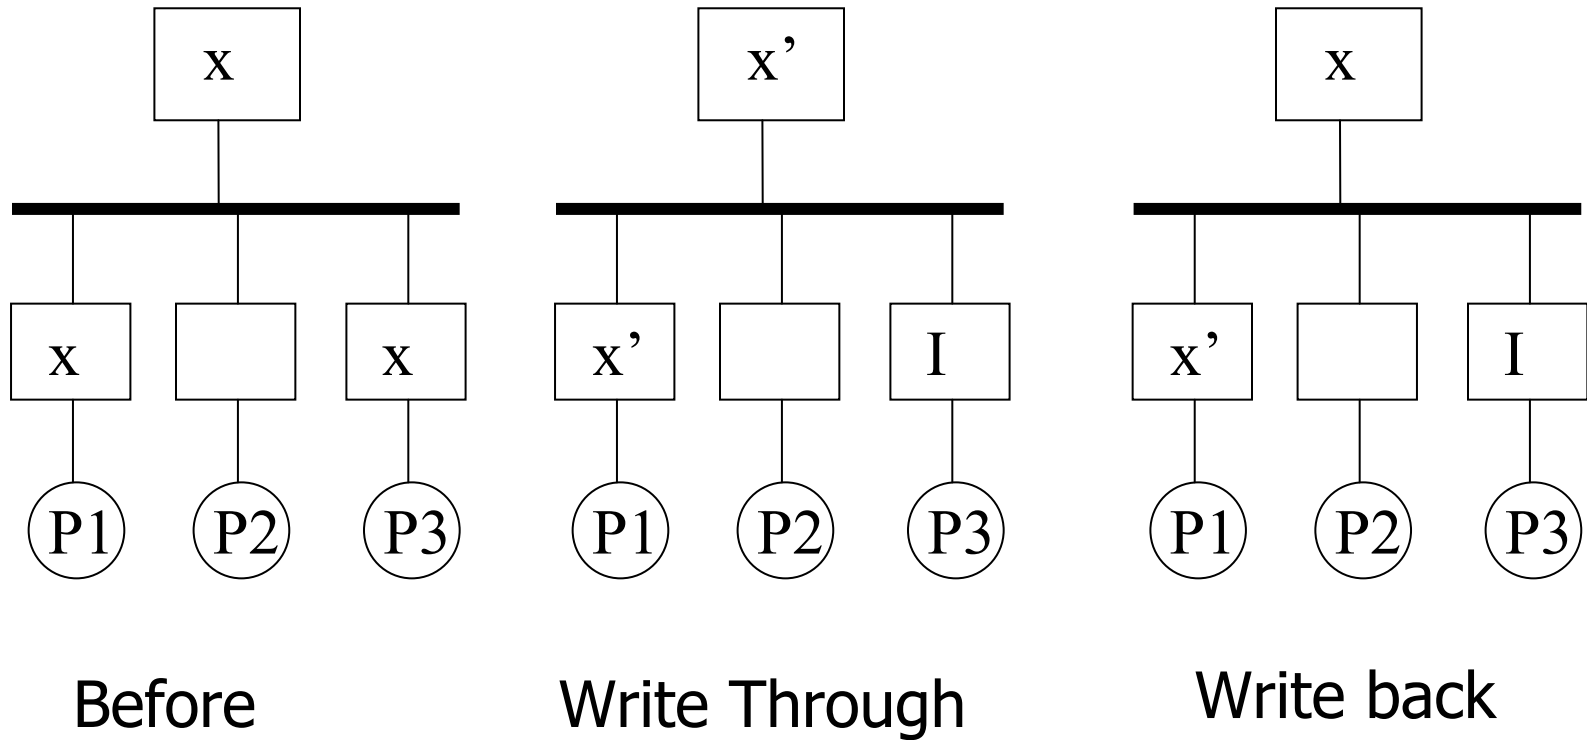 x
x
x
P1
P2
P3
Before
x’
x’
I
P1
P2
P3
Write Through
x
x’
I
P1
P2
P3
Write back